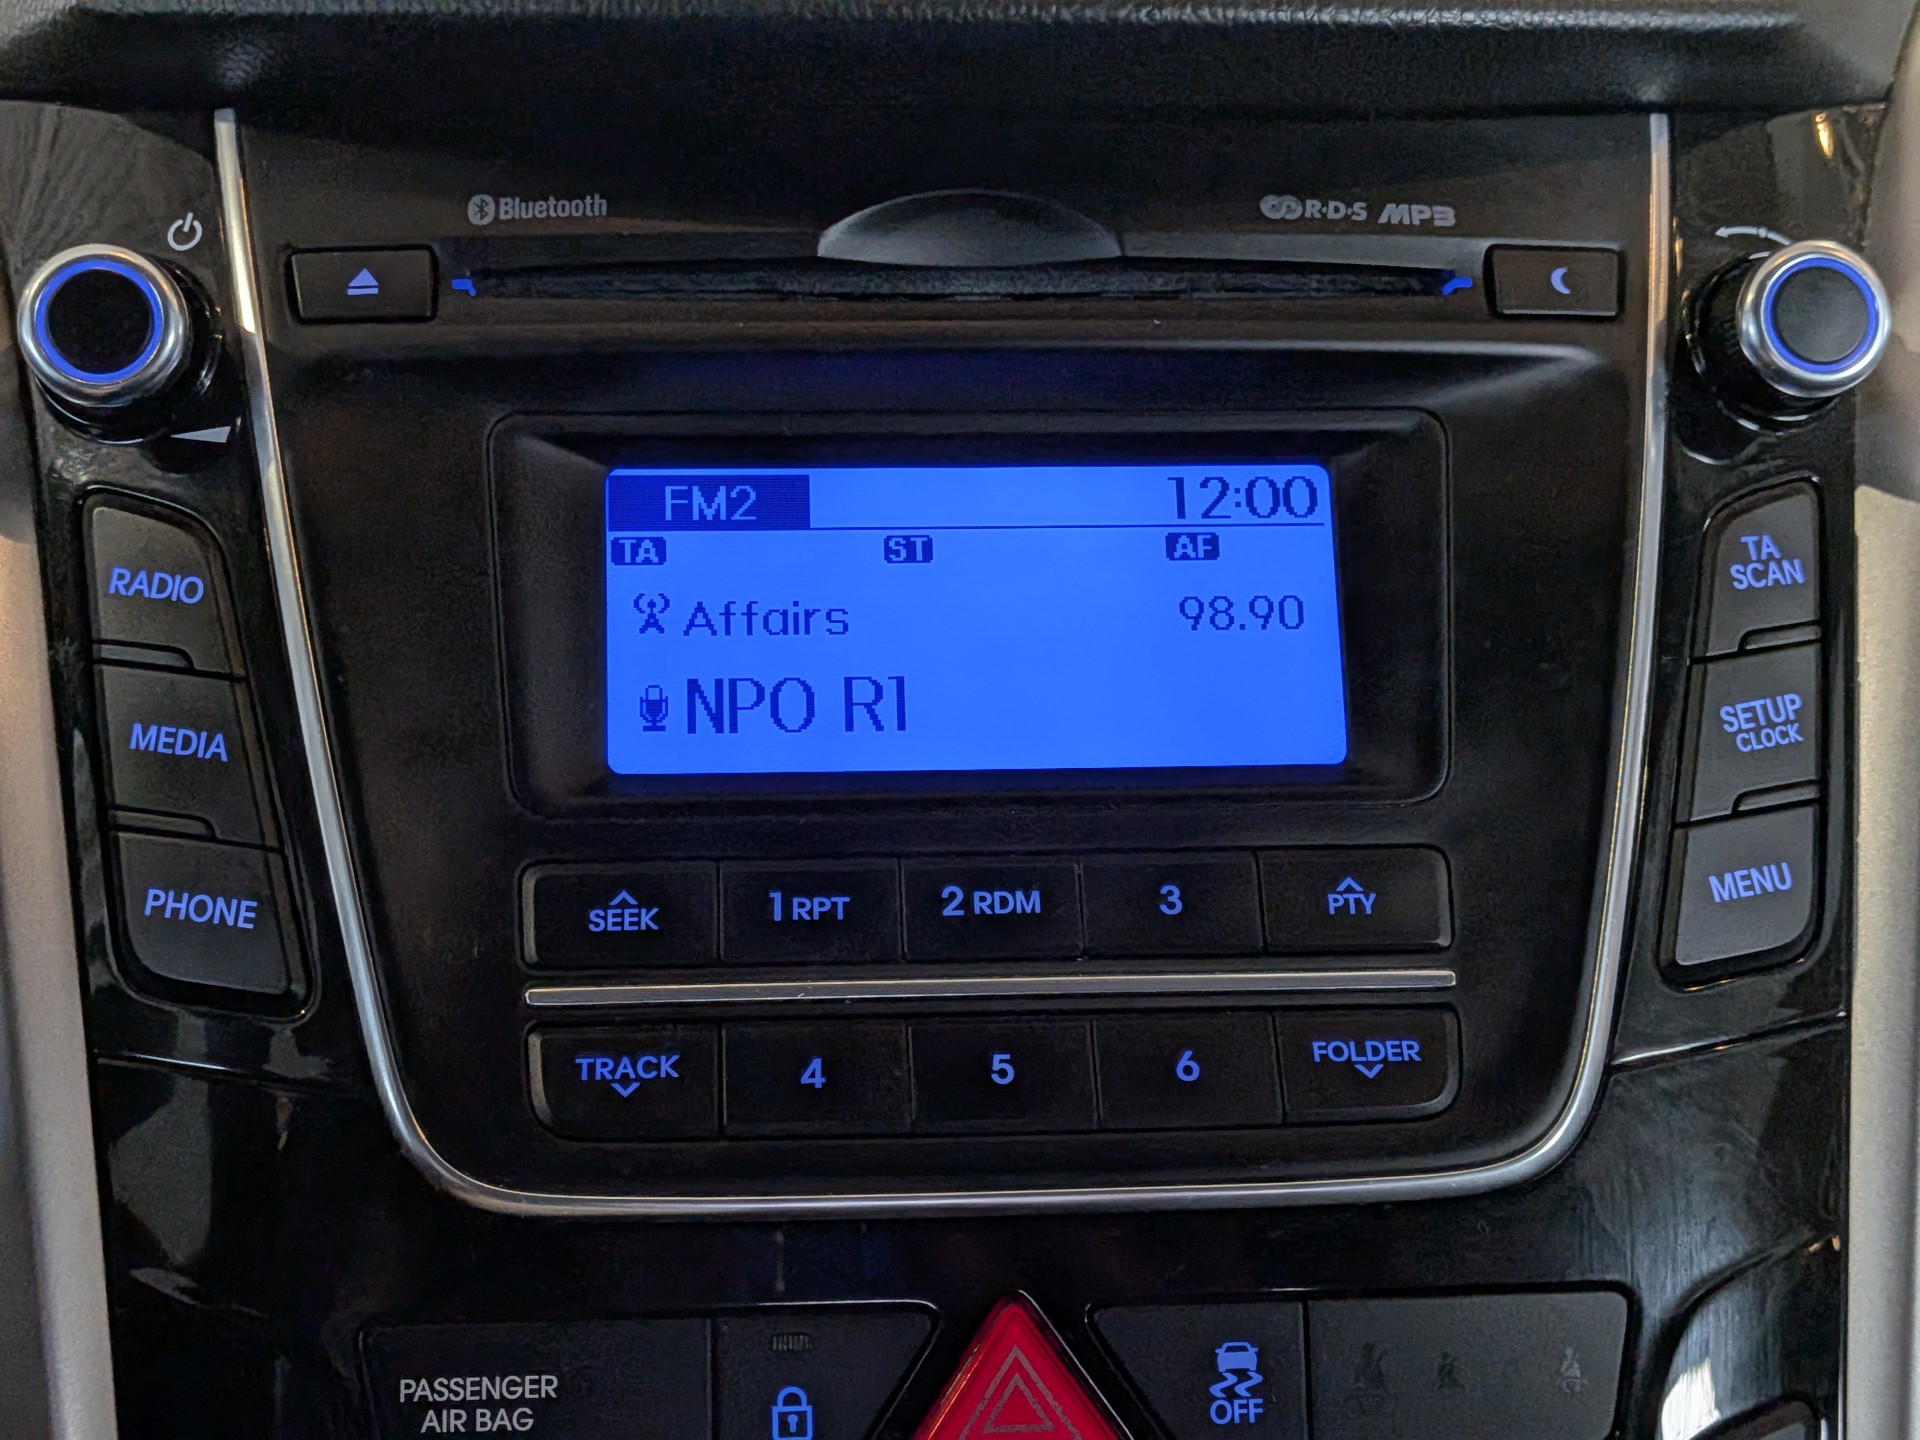 Bluetooth
R·D·S MP3
FM2 12:00
TA ST AF
Affairs 98.90
NPO R1
RADIO
MEDIA
PHONE
TA
SCAN
SETUP
CLOCK
MENU
SEEK 1 RPT 2 RDM 3 PTY
TRACK 4 5 6 FOLDER
PASSENGER
AIR BAG
OFF